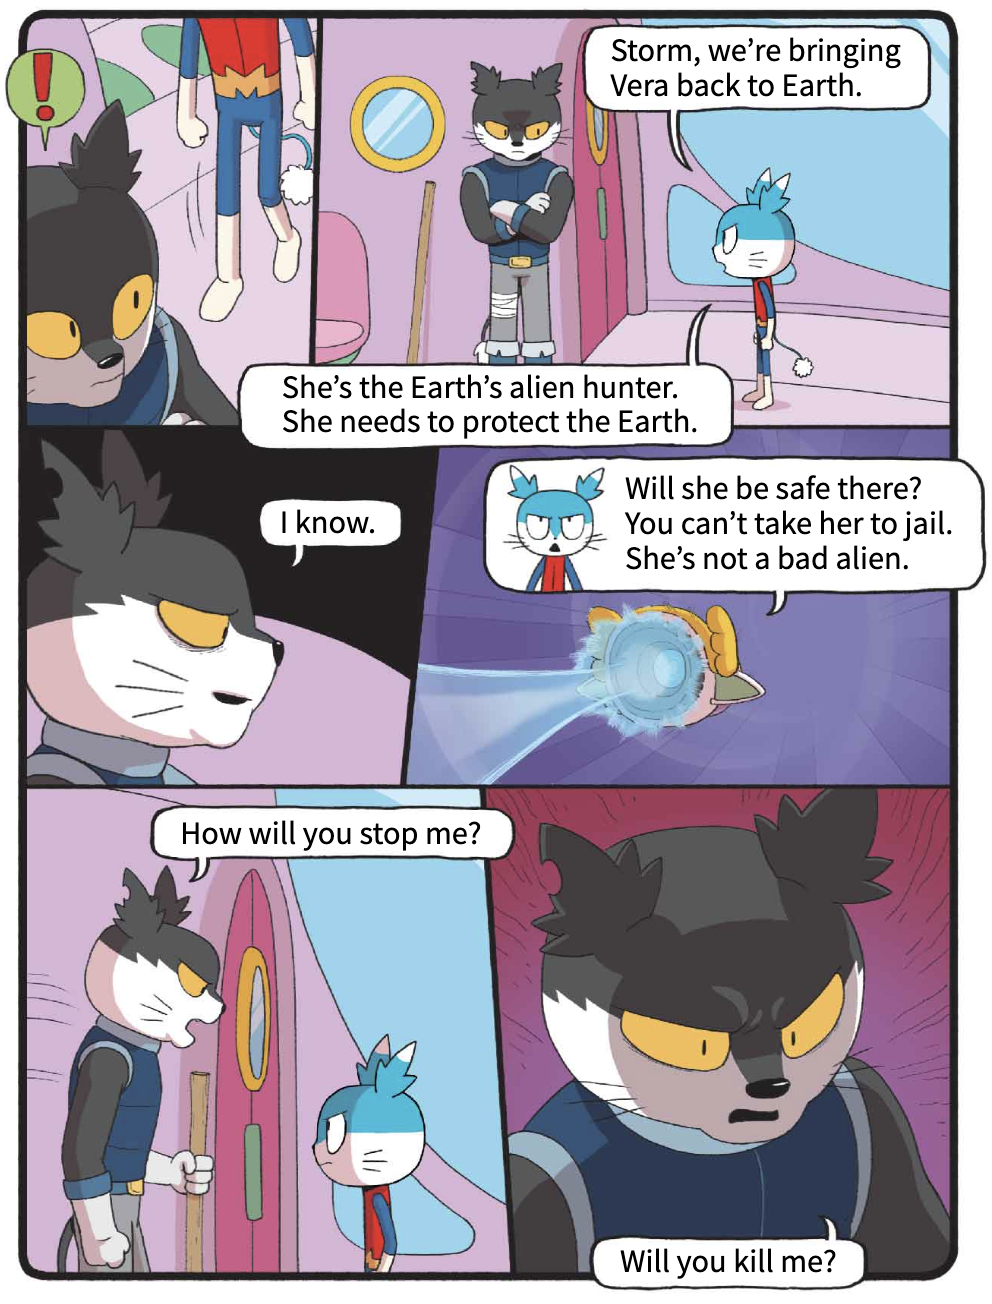 !
Storm, we're bringing
Vera back to Earth.
She's the Earth's alien hunter.
She needs to protect the Earth.
I know.
Will she be safe there?
You can't take her to jail.
She's not a bad alien.
How will you stop me?
Will you kill me?